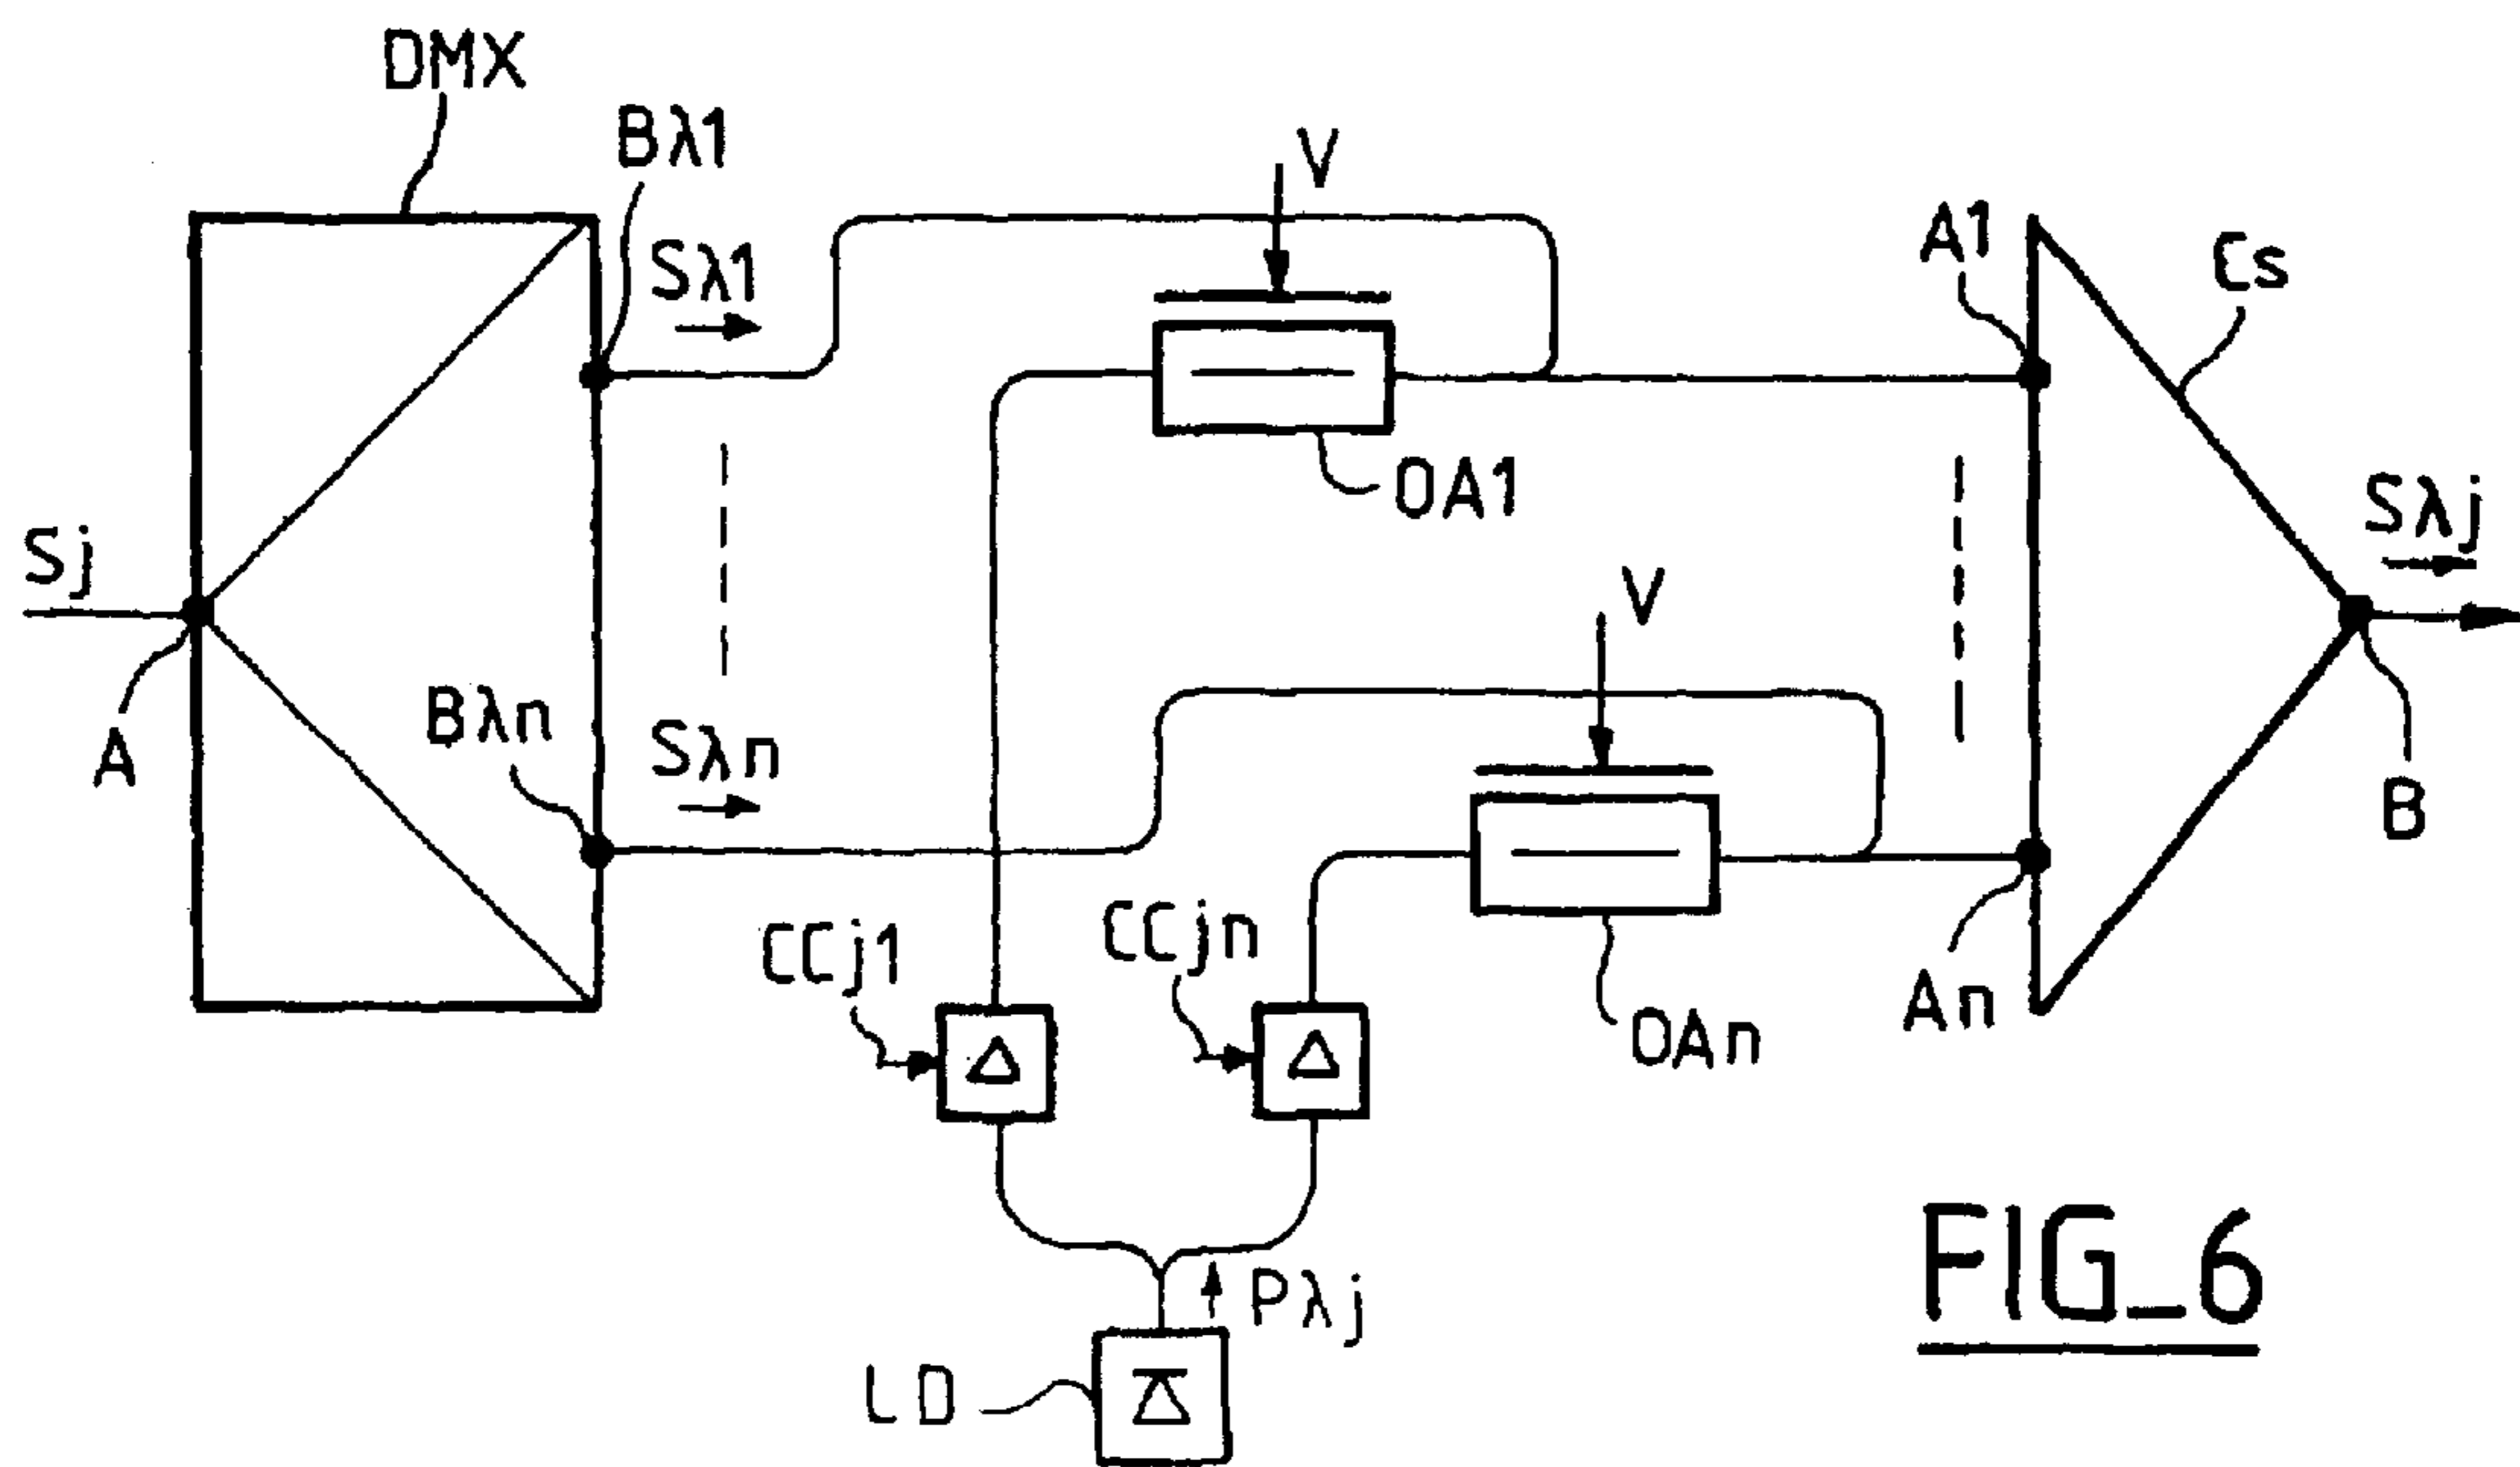 DMX
Bλ1
V
Sλ1
A1
Cs
OA1
Sλj
Sj
V
Bλn
Sλn
A
B
CCj1
CCjn
An
OAn
Pλj
LD
FIG_6